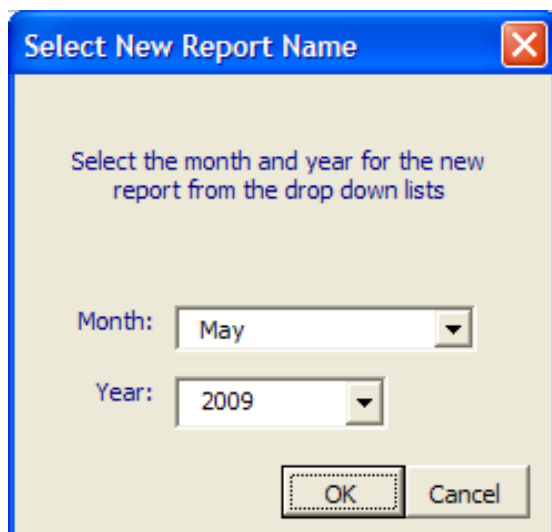 Select New Report Name
Select the month and year for the new
report from the drop down lists
Month: May
Year: 2009
OK Cancel